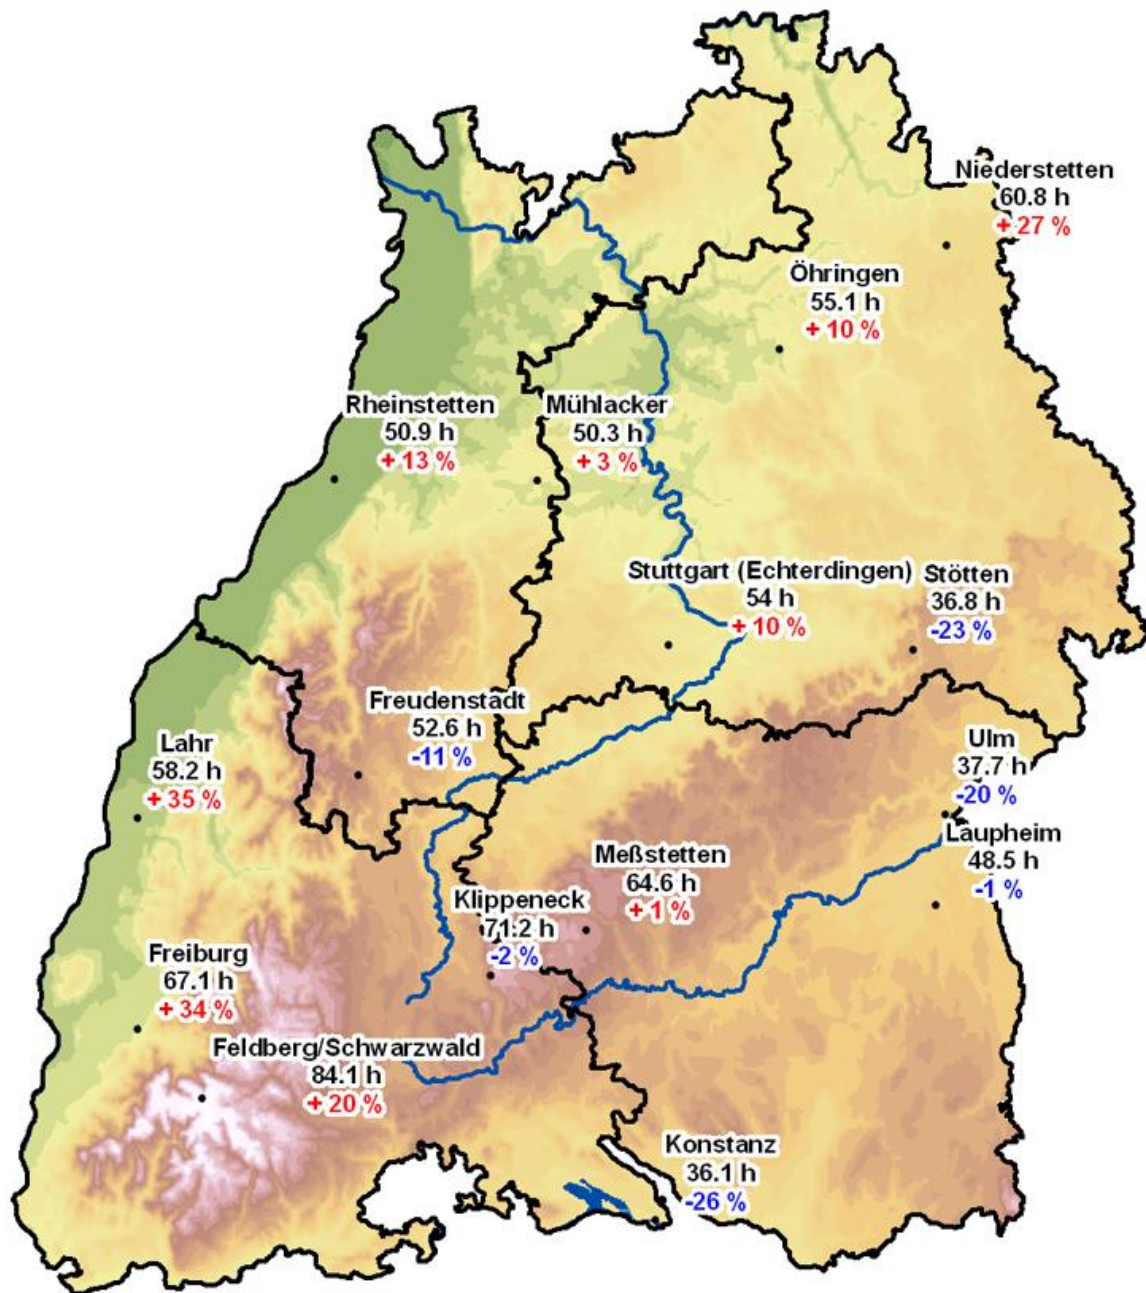 Niederstetten
60.8 h
+ 27 %
Öhringen
55.1 h
+ 10 %
Rheinstetten
50.9 h
+ 13 %
Mühlacker
50.3 h
+ 3 %
Stuttgart (Echterdingen)
54 h
+ 10 %
Stötten
36.8 h
-23 %
Freudenstadt
52.6 h
-11 %
Lahr
58.2 h
+ 35 %
Ulm
37.7 h
-20 %
Laupheim
48.5 h
-1 %
Meßstetten
64.6 h
+ 1 %
Klippeneck
71.2 h
-2 %
Freiburg
67.1 h
+ 34 %
Feldberg/Schwarzwald
84.1 h
+ 20 %
Konstanz
36.1 h
-26 %